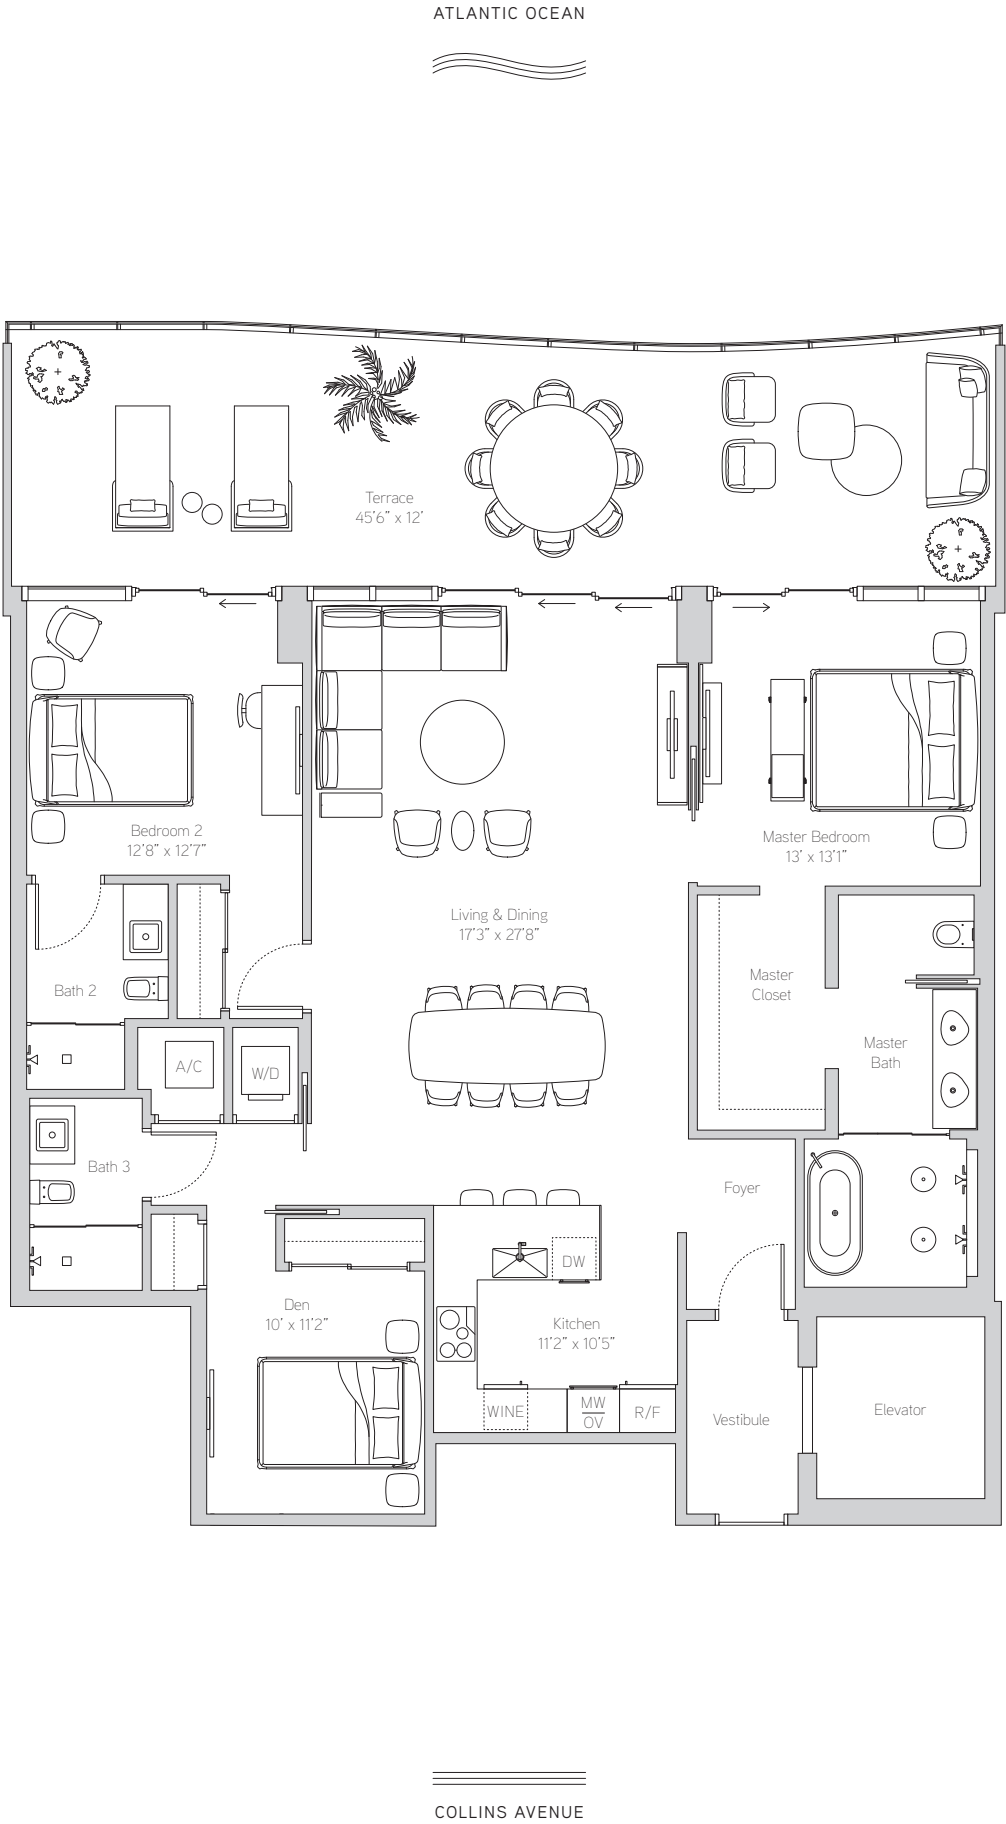 ATLANTIC OCEAN
Terrace
45'6" x 12'
Bedroom 2
12'8" x 12'7"
Master Bedroom
13' x 13'1"
Living & Dining
17'3" x 27'8"
Master
Closet
Bath 2
Master
Bath
A/C
W/D
Bath 3
Foyer
DW
Den
10' x 11'2"
Kitchen
11'2" x 10'5"
WINE
MW
OV
R/F
Vestibule
Elevator
COLLINS AVENUE